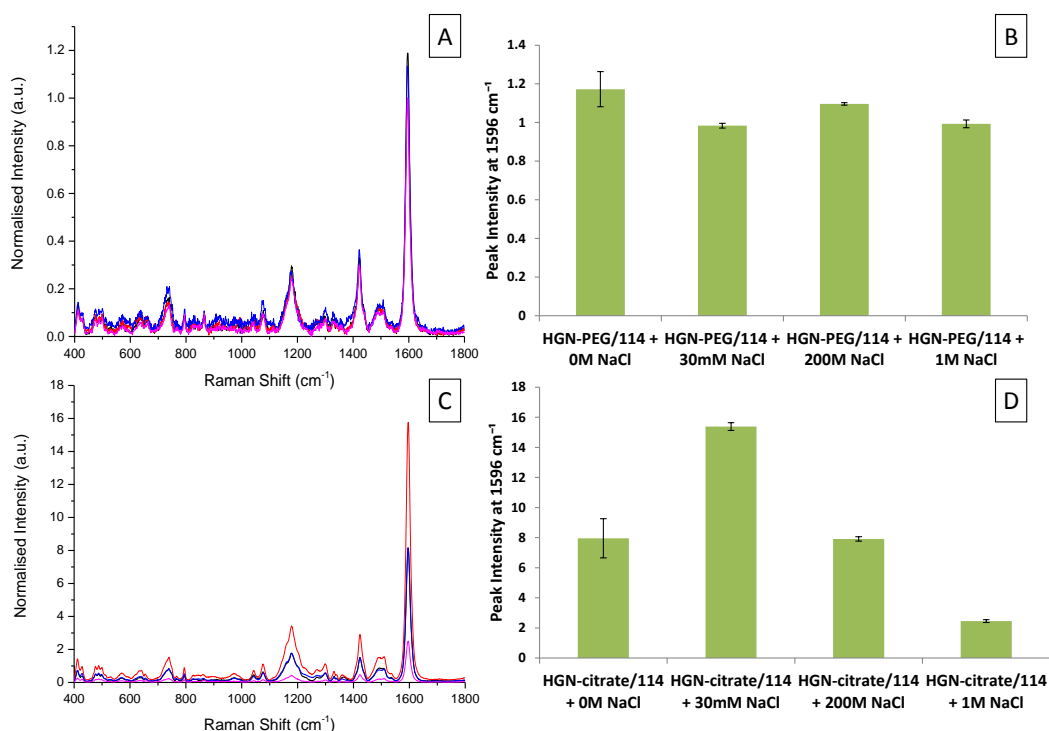 A
Normalised Intensity (a.u.)
1.2
1.0
0.8
0.6
0.4
0.2
0.0
400 600 800 1000 1200 1400 1600 1800
Raman Shift (cm⁻¹)
B
Peak Intensity at 1596 cm⁻¹
1.4
1.2
1
0.8
0.6
0.4
0.2
0
HGN-PEG/114 + HGN-PEG/114 + HGN-PEG/114 + HGN-PEG/114 +
0M NaCl 30mM NaCl 200M NaCl 1M NaCl
C
Normalised Intensity (a.u.)
18
16
14
12
10
8
6
4
2
0
400 600 800 1000 1200 1400 1600 1800
Raman Shift (cm⁻¹)
D
Peak Intensity at 1596 cm⁻¹
18
16
14
12
10
8
6
4
2
0
HGN-citrate/114 HGN-citrate/114 HGN-citrate/114 HGN-citrate/114
+ 0M NaCl + 30mM NaCl + 200M NaCl + 1M NaCl